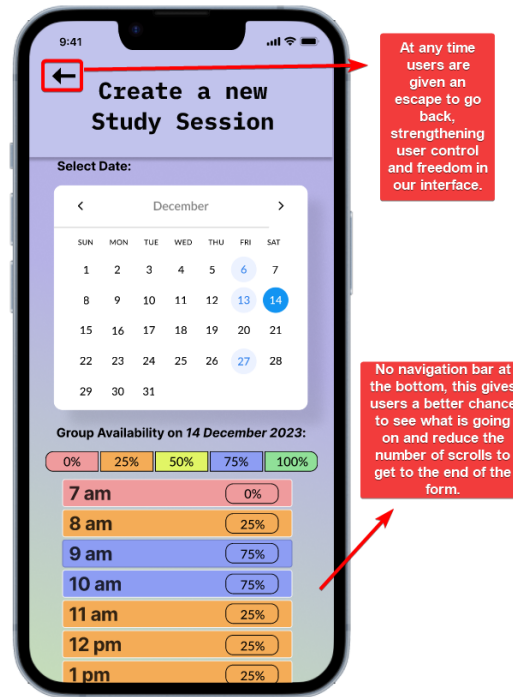 9:41
Create a new
Study Session
At any time
users are
given an
escape to go
back,
strengthening
user control
and freedom in
our interface.
Select Date:
December
SUN MON TUE WED THU FRI SAT
1 2 3 4 5 6 7
8 9 10 11 12 13 14
15 16 17 18 19 20 21
22 23 24 25 26 27 28
29 30 31
No navigation bar at
the bottom, this gives
users a better chance
to see what is going
on and reduce the
number of scrolls to
get to the end of the
form.
Group Availability on 14 December 2023:
0% 25% 50% 75% 100%
7 am 0%
8 am 25%
9 am 75%
10 am 75%
11 am 25%
12 pm 25%
1 pm 25%